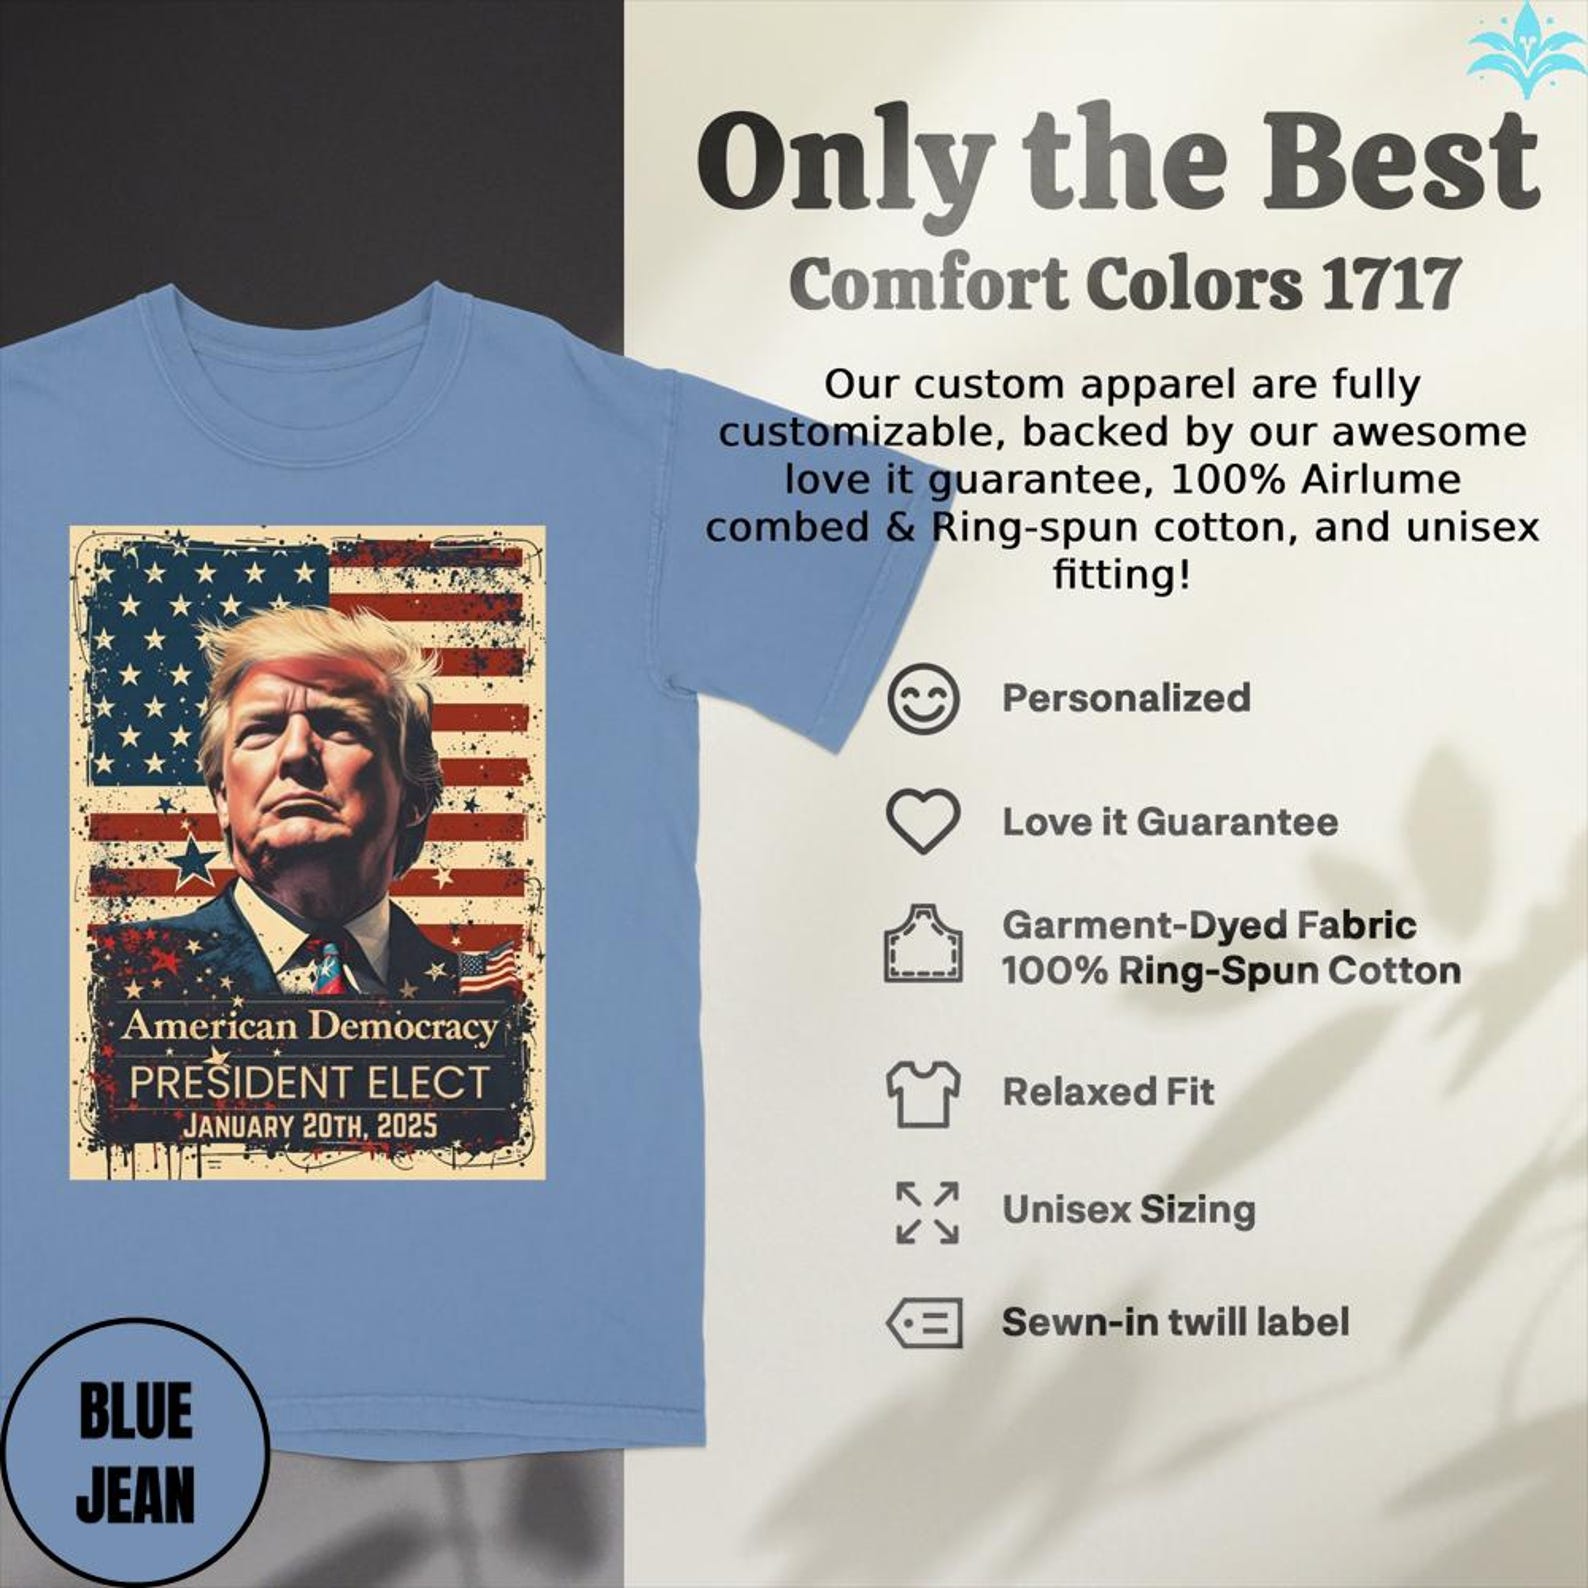 Only the Best
Comfort Colors 1717
Our custom apparel are fully
customizable, backed by our awesome
love it guarantee, 100% Airlume
combed & Ring-spun cotton, and unisex
fitting!
Personalized
Love it Guarantee
Garment-Dyed Fabric
100% Ring-Spun Cotton
Relaxed Fit
Unisex Sizing
Sewn-in twill label
American Democracy
PRESIDENT ELECT
JANUARY 20TH, 2025
BLUE
JEAN